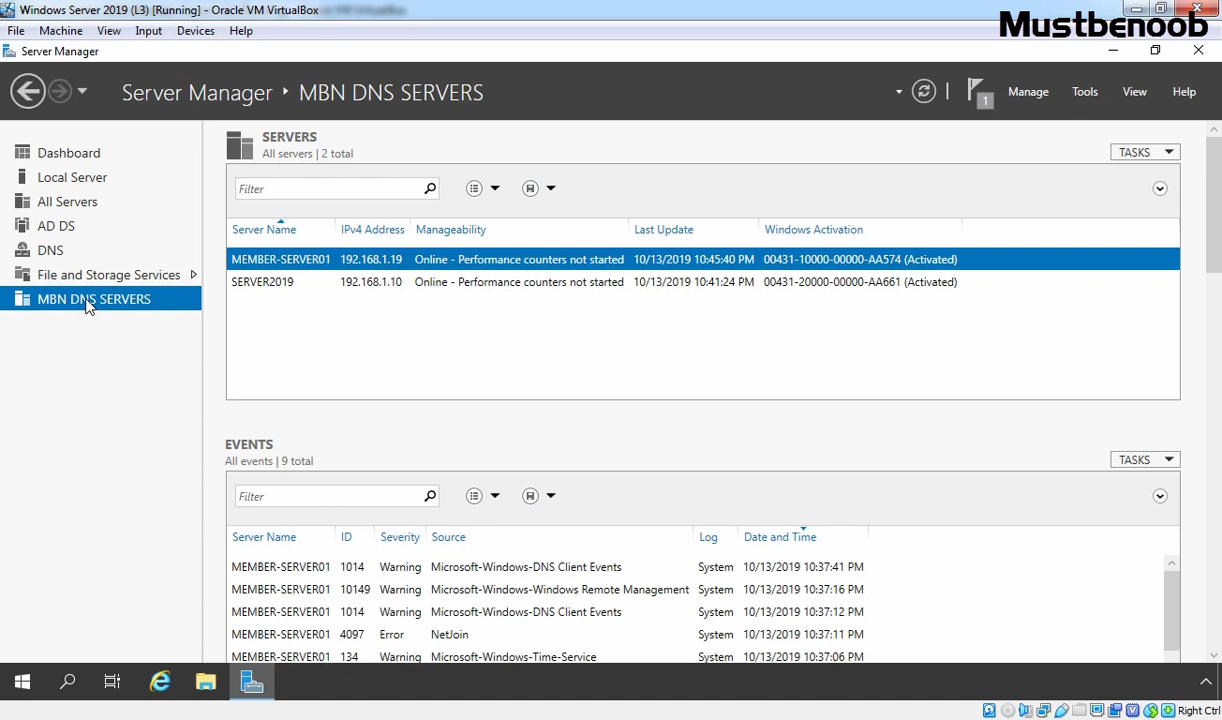 Windows Server 2019 (L3) [Running] - Oracle VM VirtualBox
Mustbenoob
File Machine View Input Devices Help
Server Manager
Server Manager ‣ MBN DNS SERVERS
1
Manage Tools View Help
Dashboard
Local Server
All Servers
AD DS
DNS
File and Storage Services
MBN DNS SERVERS
SERVERS
All servers | 2 total
TASKS
Filter
Server Name IPv4 Address Manageability Last Update Windows Activation
MEMBER-SERVER01 192.168.1.19 Online - Performance counters not started 10/13/2019 10:45:40 PM 00431-10000-00000-AA574 (Activated)
SERVER2019 192.168.1.10 Online - Performance counters not started 10/13/2019 10:41:24 PM 00431-20000-00000-AA661 (Activated)
EVENTS
All events | 9 total
TASKS
Filter
Server Name ID Severity Source Log Date and Time
MEMBER-SERVER01 1014 Warning Microsoft-Windows-DNS Client Events System 10/13/2019 10:37:41 PM
MEMBER-SERVER01 10149 Warning Microsoft-Windows-Windows Remote Management System 10/13/2019 10:37:16 PM
MEMBER-SERVER01 1014 Warning Microsoft-Windows-DNS Client Events System 10/13/2019 10:37:12 PM
MEMBER-SERVER01 4097 Error NetJoin System 10/13/2019 10:37:11 PM
MEMBER-SERVER01 134 Warning Microsoft-Windows-Time-Service System 10/13/2019 10:37:06 PM
Right Ctrl